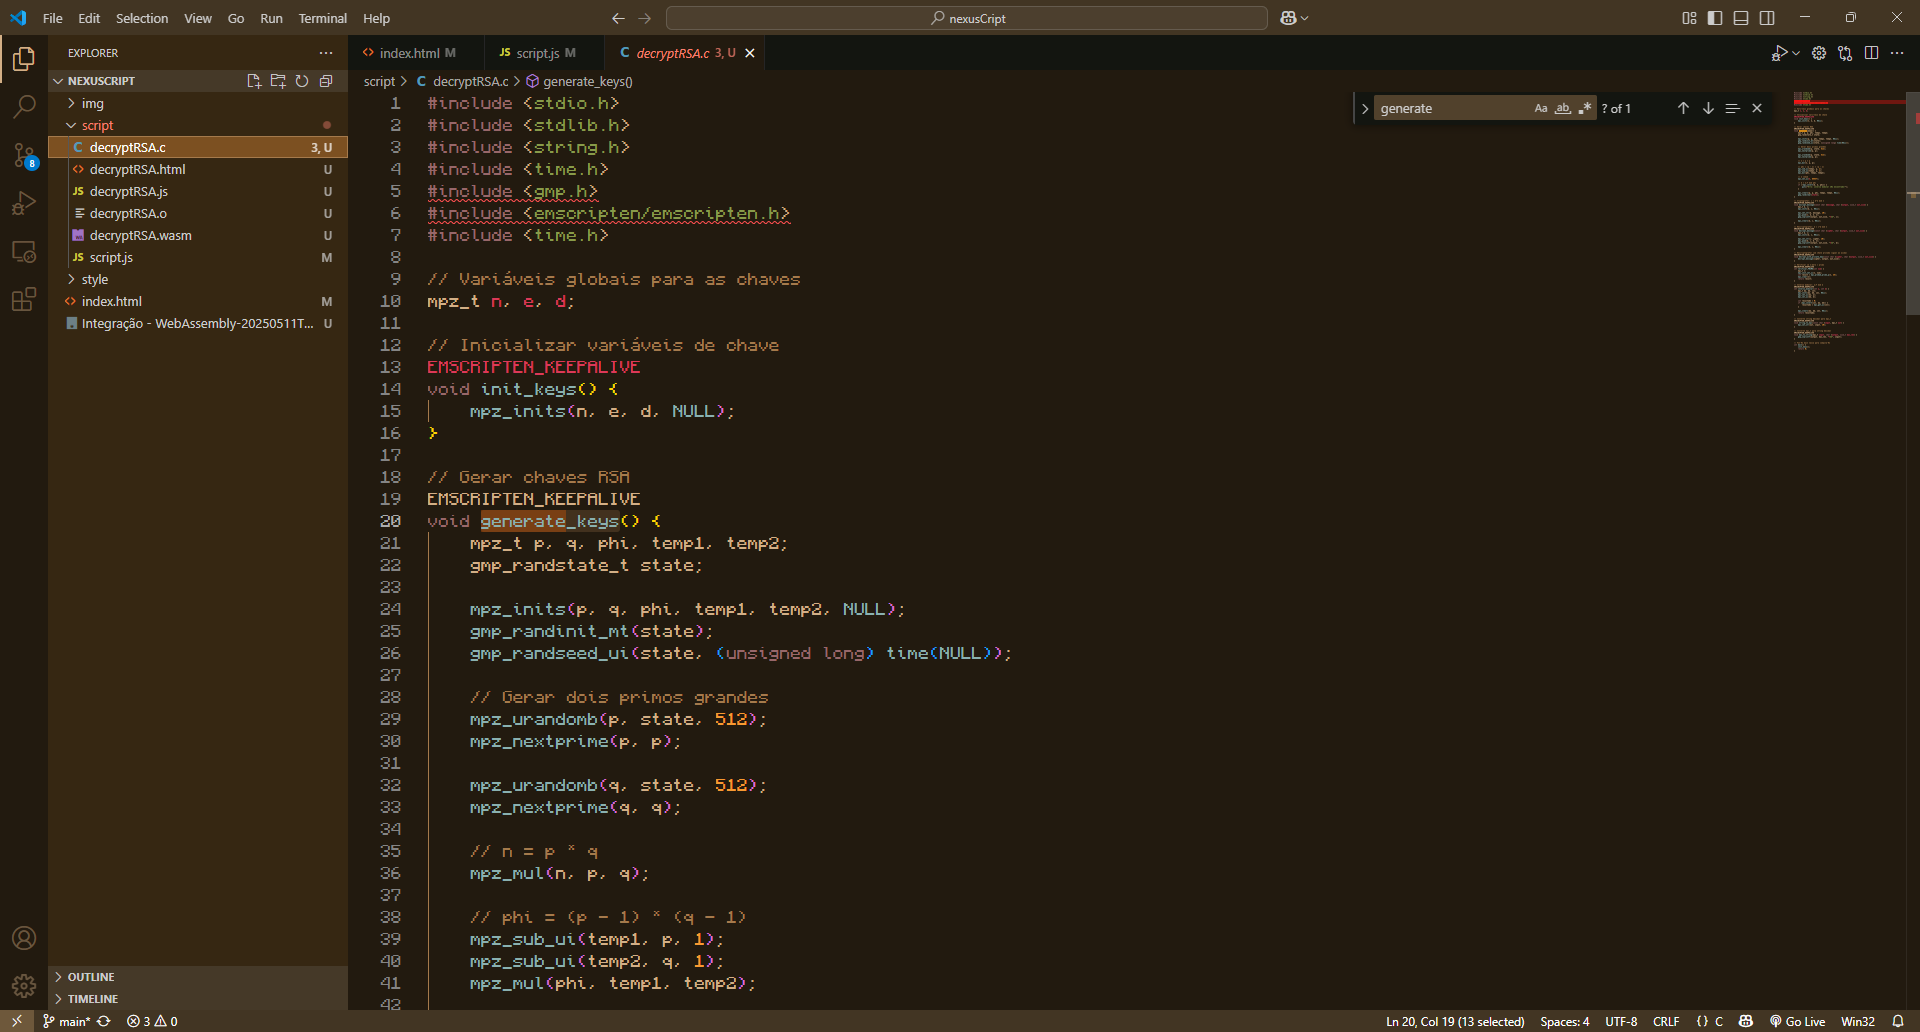 File Edit Selection View Go Run Terminal Help
nexusCript
EXPLORER
NEXUSCRIPT
img
script
decryptRSA.c 3, U
decryptRSA.html U
decryptRSA.js U
decryptRSA.o U
decryptRSA.wasm U
script.js M
style
index.html M
Integração - WebAssembly-20250511T... U
OUTLINE
TIMELINE
index.html M
script.js M
decryptRSA.c 3, U
script > C decryptRSA.c > generate_keys()
generate Aa ab .* ? of 1
1 #include <stdio.h>
2 #include <stdlib.h>
3 #include <string.h>
4 #include <time.h>
5 #include <gmp.h>
6 #include <emscripten/emscripten.h>
7 #include <time.h>
8
9 // Variáveis globais para as chaves
10 mpz_t n, e, d;
11
12 // Inicializar variáveis de chave
13 EMSCRIPTEN_KEEPALIVE
14 void init_keys() {
15 mpz_inits(n, e, d, NULL);
16 }
17
18 // Gerar chaves RSA
19 EMSCRIPTEN_KEEPALIVE
20 void generate_keys() {
21 mpz_t p, q, phi, temp1, temp2;
22 gmp_randstate_t state;
23
24 mpz_inits(p, q, phi, temp1, temp2, NULL);
25 gmp_randinit_mt(state);
26 gmp_randseed_ui(state, (unsigned long) time(NULL));
27
28 // Gerar dois primos grandes
29 mpz_urandomb(p, state, 512);
30 mpz_nextprime(p, p);
31
32 mpz_urandomb(q, state, 512);
33 mpz_nextprime(q, q);
34
35 // n = p * q
36 mpz_mul(n, p, q);
37
38 // phi = (p - 1) * (q - 1)
39 mpz_sub_ui(temp1, p, 1);
40 mpz_sub_ui(temp2, q, 1);
41 mpz_mul(phi, temp1, temp2);
42
8
main* 3 0
Ln 20, Col 19 (13 selected) Spaces: 4 UTF-8 CRLF {} C Go Live Win32